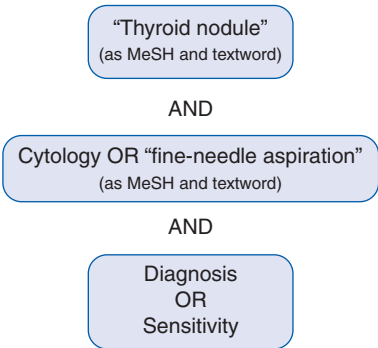 “Thyroid nodule”
(as MeSH and textword)
AND
Cytology OR “fine-needle aspiration”
(as MeSH and textword)
AND
Diagnosis
OR
Sensitivity